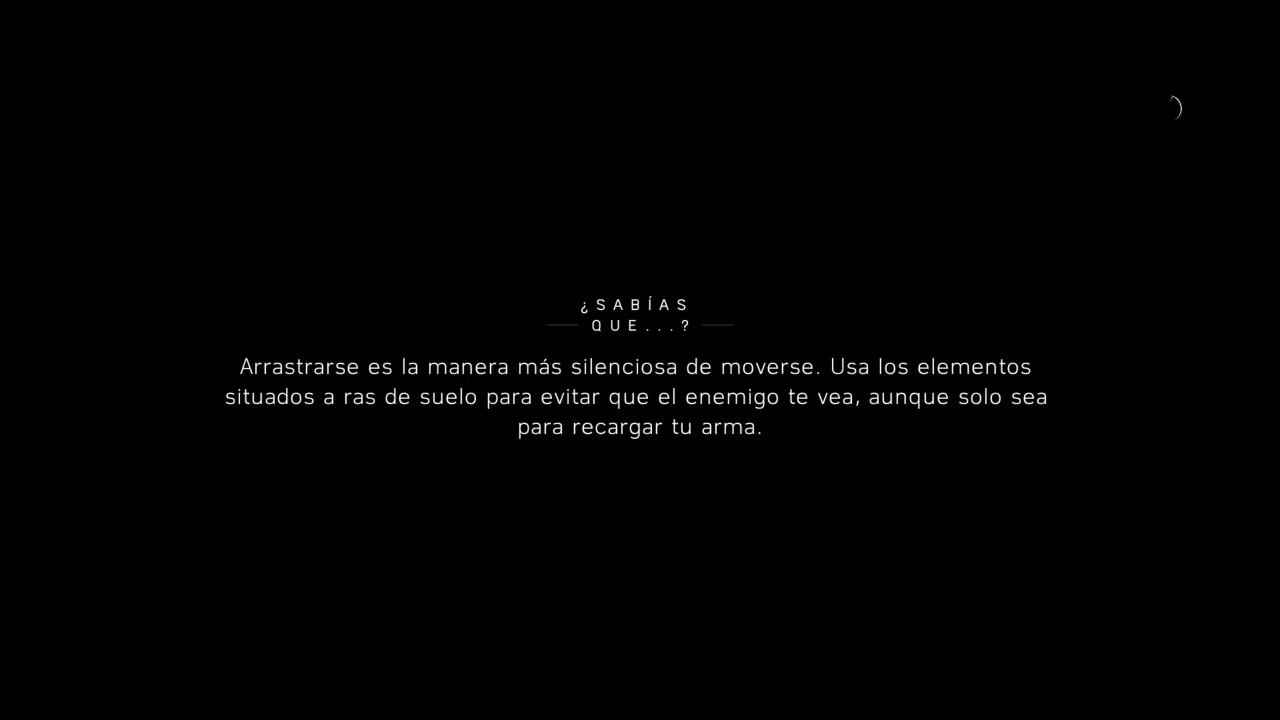 ¿SABÍAS
QUE...?
Arrastrarse es la manera más silenciosa de moverse. Usa los elementos
situados a ras de suelo para evitar que el enemigo te vea, aunque solo sea
para recargar tu arma.